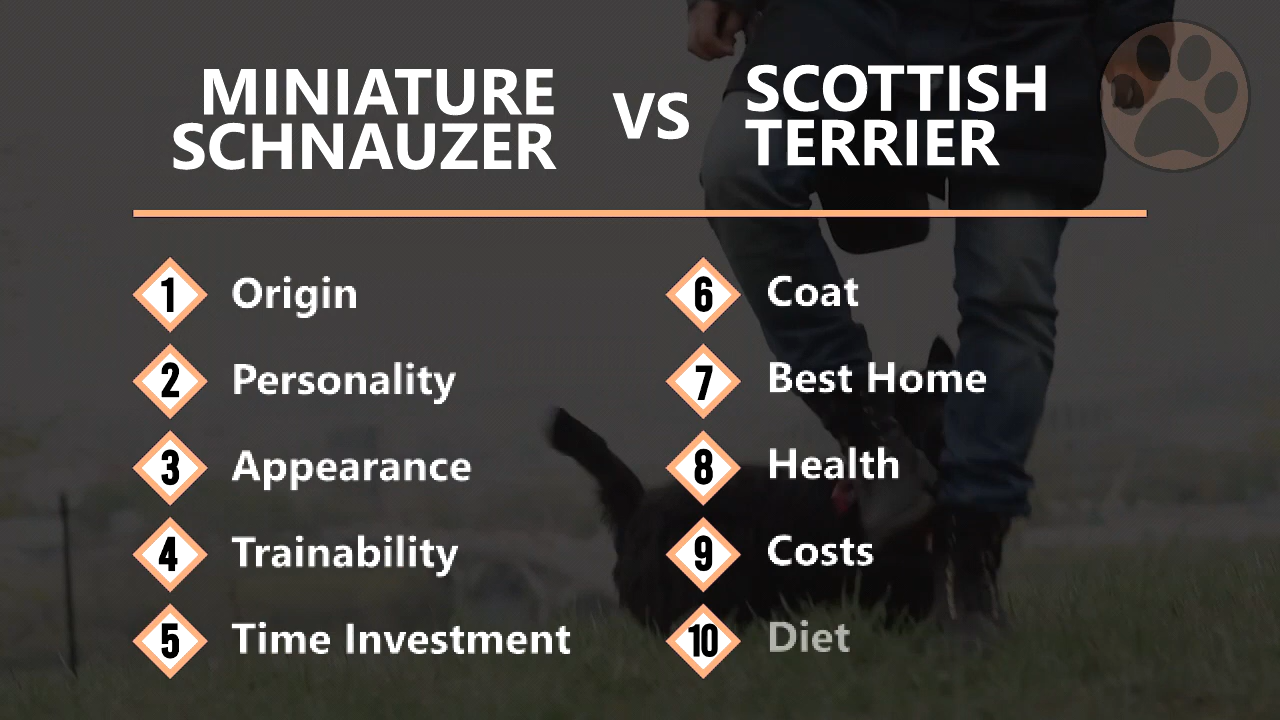 MINIATURE
SCHNAUZER
VS
SCOTTISH
TERRIER
1 Origin
2 Personality
3 Appearance
4 Trainability
5 Time Investment
6 Coat
7 Best Home
8 Health
9 Costs
10 Diet